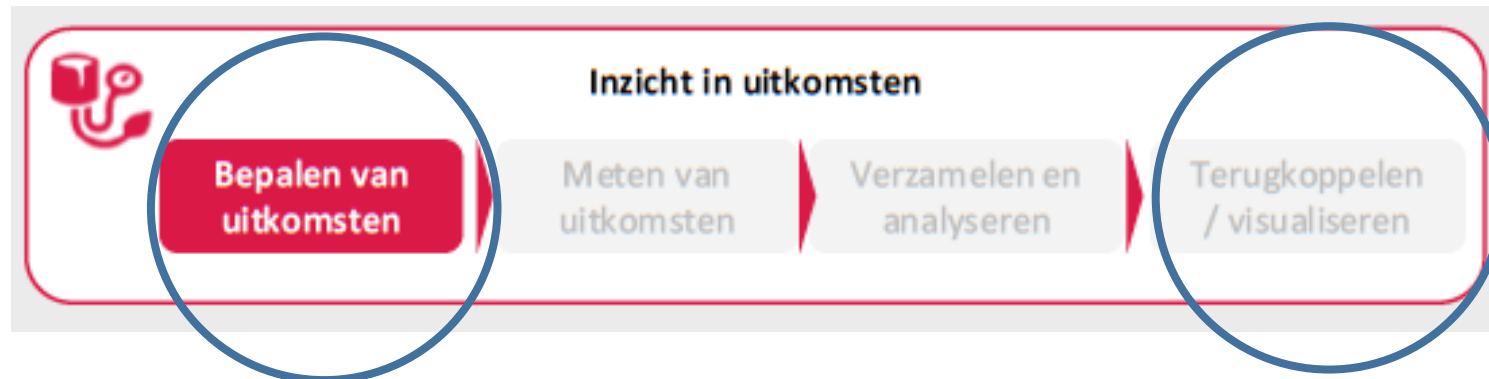 Inzicht in uitkomsten
Bepalen van
uitkomsten
Meten van
uitkomsten
Verzamelen en
analyseren
Terugkoppelen
/ visualiseren